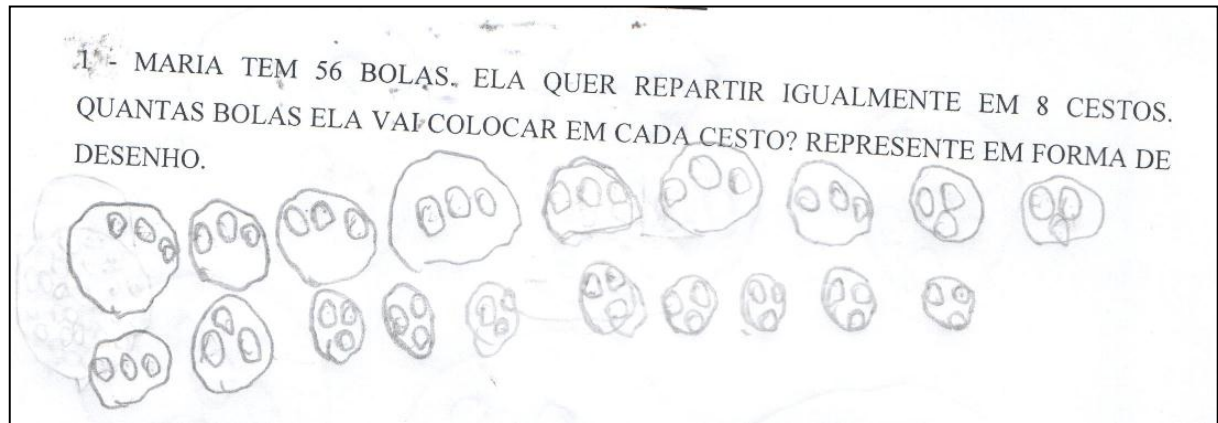 1 - MARIA TEM 56 BOLAS. ELA QUER REPARTIR IGUALMENTE EM 8 CESTOS.
QUANTAS BOLAS ELA VAI COLOCAR EM CADA CESTO? REPRESENTE EM FORMA DE
DESENHO.